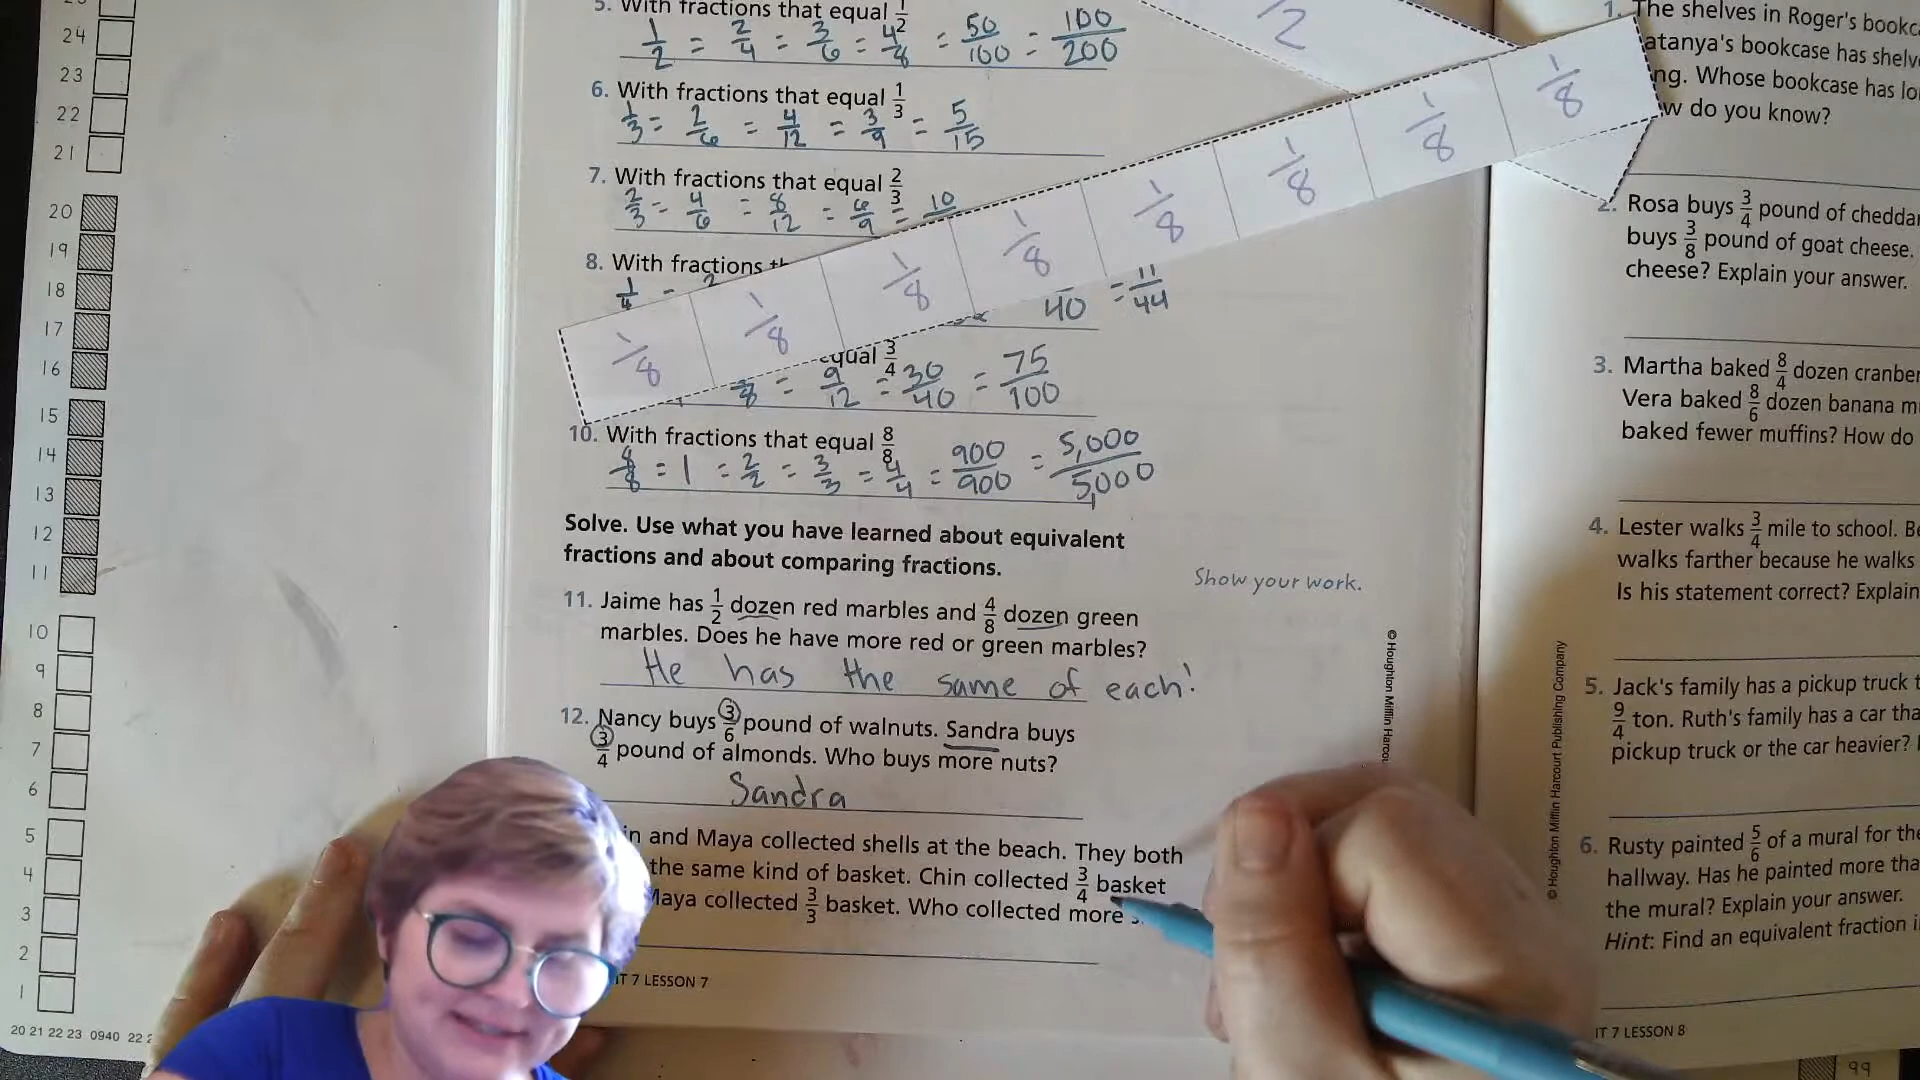 24
23
22
21
20
19
18
17
16
15
14
13
12
11
10
9
8
7
6
5
4
3
2
1
20 21 22 23 0940 22
5. With fractions that equal 1/2
1/2 = 2/4 = 3/6 = 4/8 = 50/100 = 100/200
6. With fractions that equal 1/3
1/3 = 2/6 = 4/12 = 3/9 = 5/15
7. With fractions that equal 2/3
2/3 = 4/6 = 8/12 = 6/9 = 10
8. With fractions
1/4 = 2 40 = 11/44
1/8 1/8 1/8 1/8 1/8 1/8 1/8 1/8
2
equal 3/4
8 = 9/12 = 30/40 = 75/100
10. With fractions that equal 8/8
8/8 = 1 = 2/2 = 3/3 = 4/4 = 900/900 = 5,000/5,000
Solve. Use what you have learned about equivalent
fractions and about comparing fractions.
Show your work.
11. Jaime has 1/2 dozen red marbles and 4/8 dozen green
marbles. Does he have more red or green marbles?
He has the same of each!
12. Nancy buys 3/6 pound of walnuts. Sandra buys
3/4 pound of almonds. Who buys more nuts?
Sandra
and Maya collected shells at the beach. They both
the same kind of basket. Chin collected 3/4 basket
Maya collected 3/3 basket. Who collected more
IT 7 LESSON 7
© Houghton Mifflin
1. The shelves in Roger's
atanya's bookcase has
ng. Whose bookcase has
w do you know?
2. Rosa buys 3/4 pound of
buys 3/8 pound of goat cheese.
cheese? Explain your answer.
3. Martha baked 8/4 dozen
Vera baked 8/6 dozen banana
baked fewer muffins? How do
4. Lester walks 3/4 mile to school.
walks farther because he walks
Is his statement correct? Explain
5. Jack's family has a pickup truck
9/4 ton. Ruth's family has a car
pickup truck or the car heavier?
6. Rusty painted 5/6 of a mural for the
hallway. Has he painted more
the mural? Explain your answer.
Hint: Find an equivalent fraction
© Houghton Mifflin Harcourt Publishing Company
IT 7 LESSON 8
99